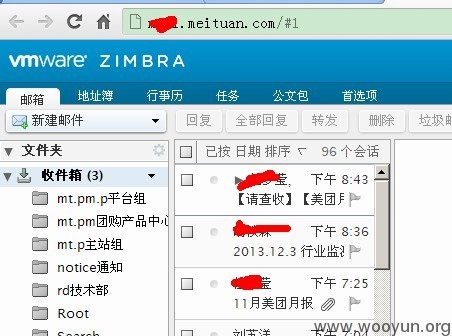 .meituan.com/#1
vmware ZIMBRA
邮箱 地址簿 行事历 任务 公文包 首选项
新建邮件 回复 全部回复 转发 删除 垃圾邮
文件夹 已按 日期 排序 96 个会话
收件箱 (3)
下午 8:43
【请查收】【美团月
mt.pm.p平台组
mt.pm团购产品中心
下午 8:36
mt.p主站组
2013.12.3 行业监测
notice通知
下午 7:25
rd技术部
11月美团月报
Root
Search
www.wooyun.org